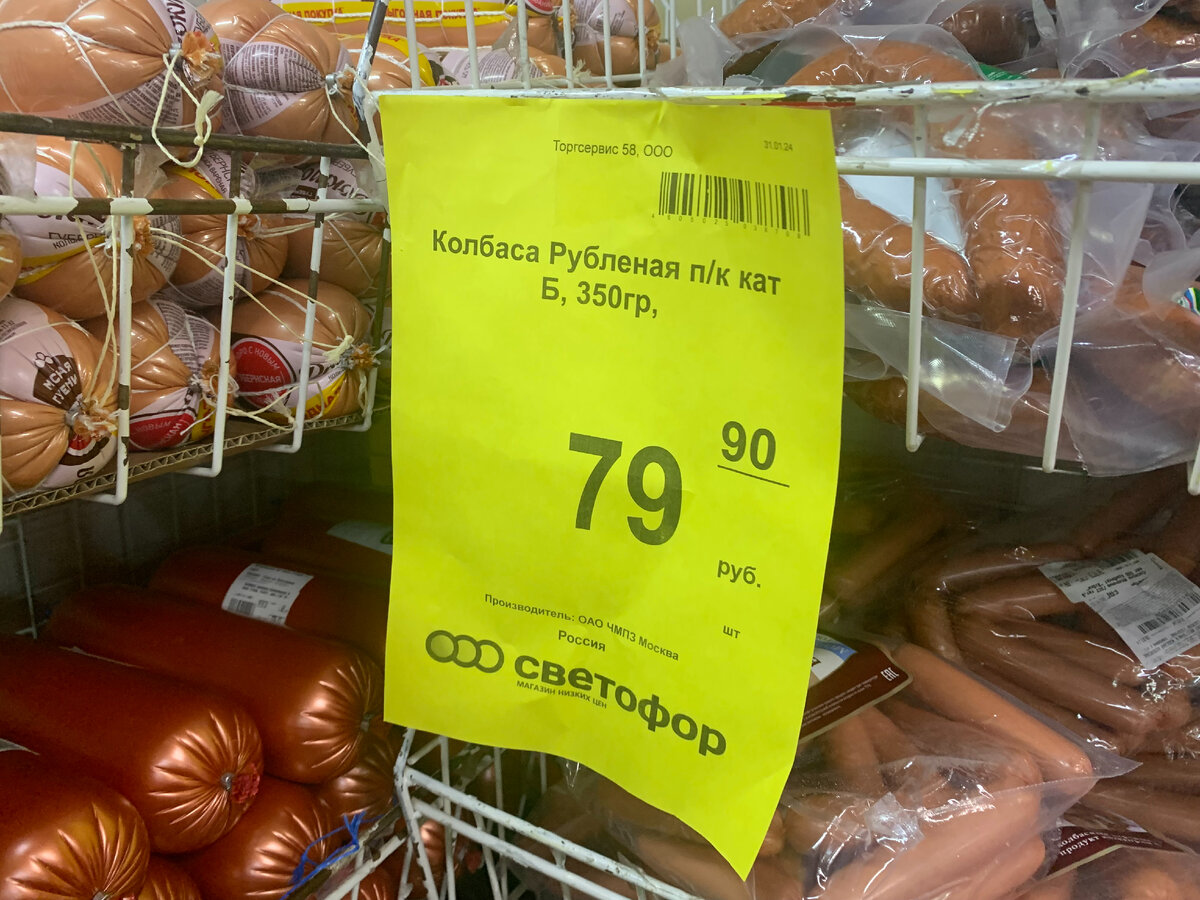 Торгсервис 58, ООО
31.01.24
Колбаса Рубленая п/к кат
Б, 350гр,
79
90
руб.
шт
Производитель: ОАО ЧМПЗ Москва
Россия
светофор
МАГАЗИН НИЗКИХ ЦЕН